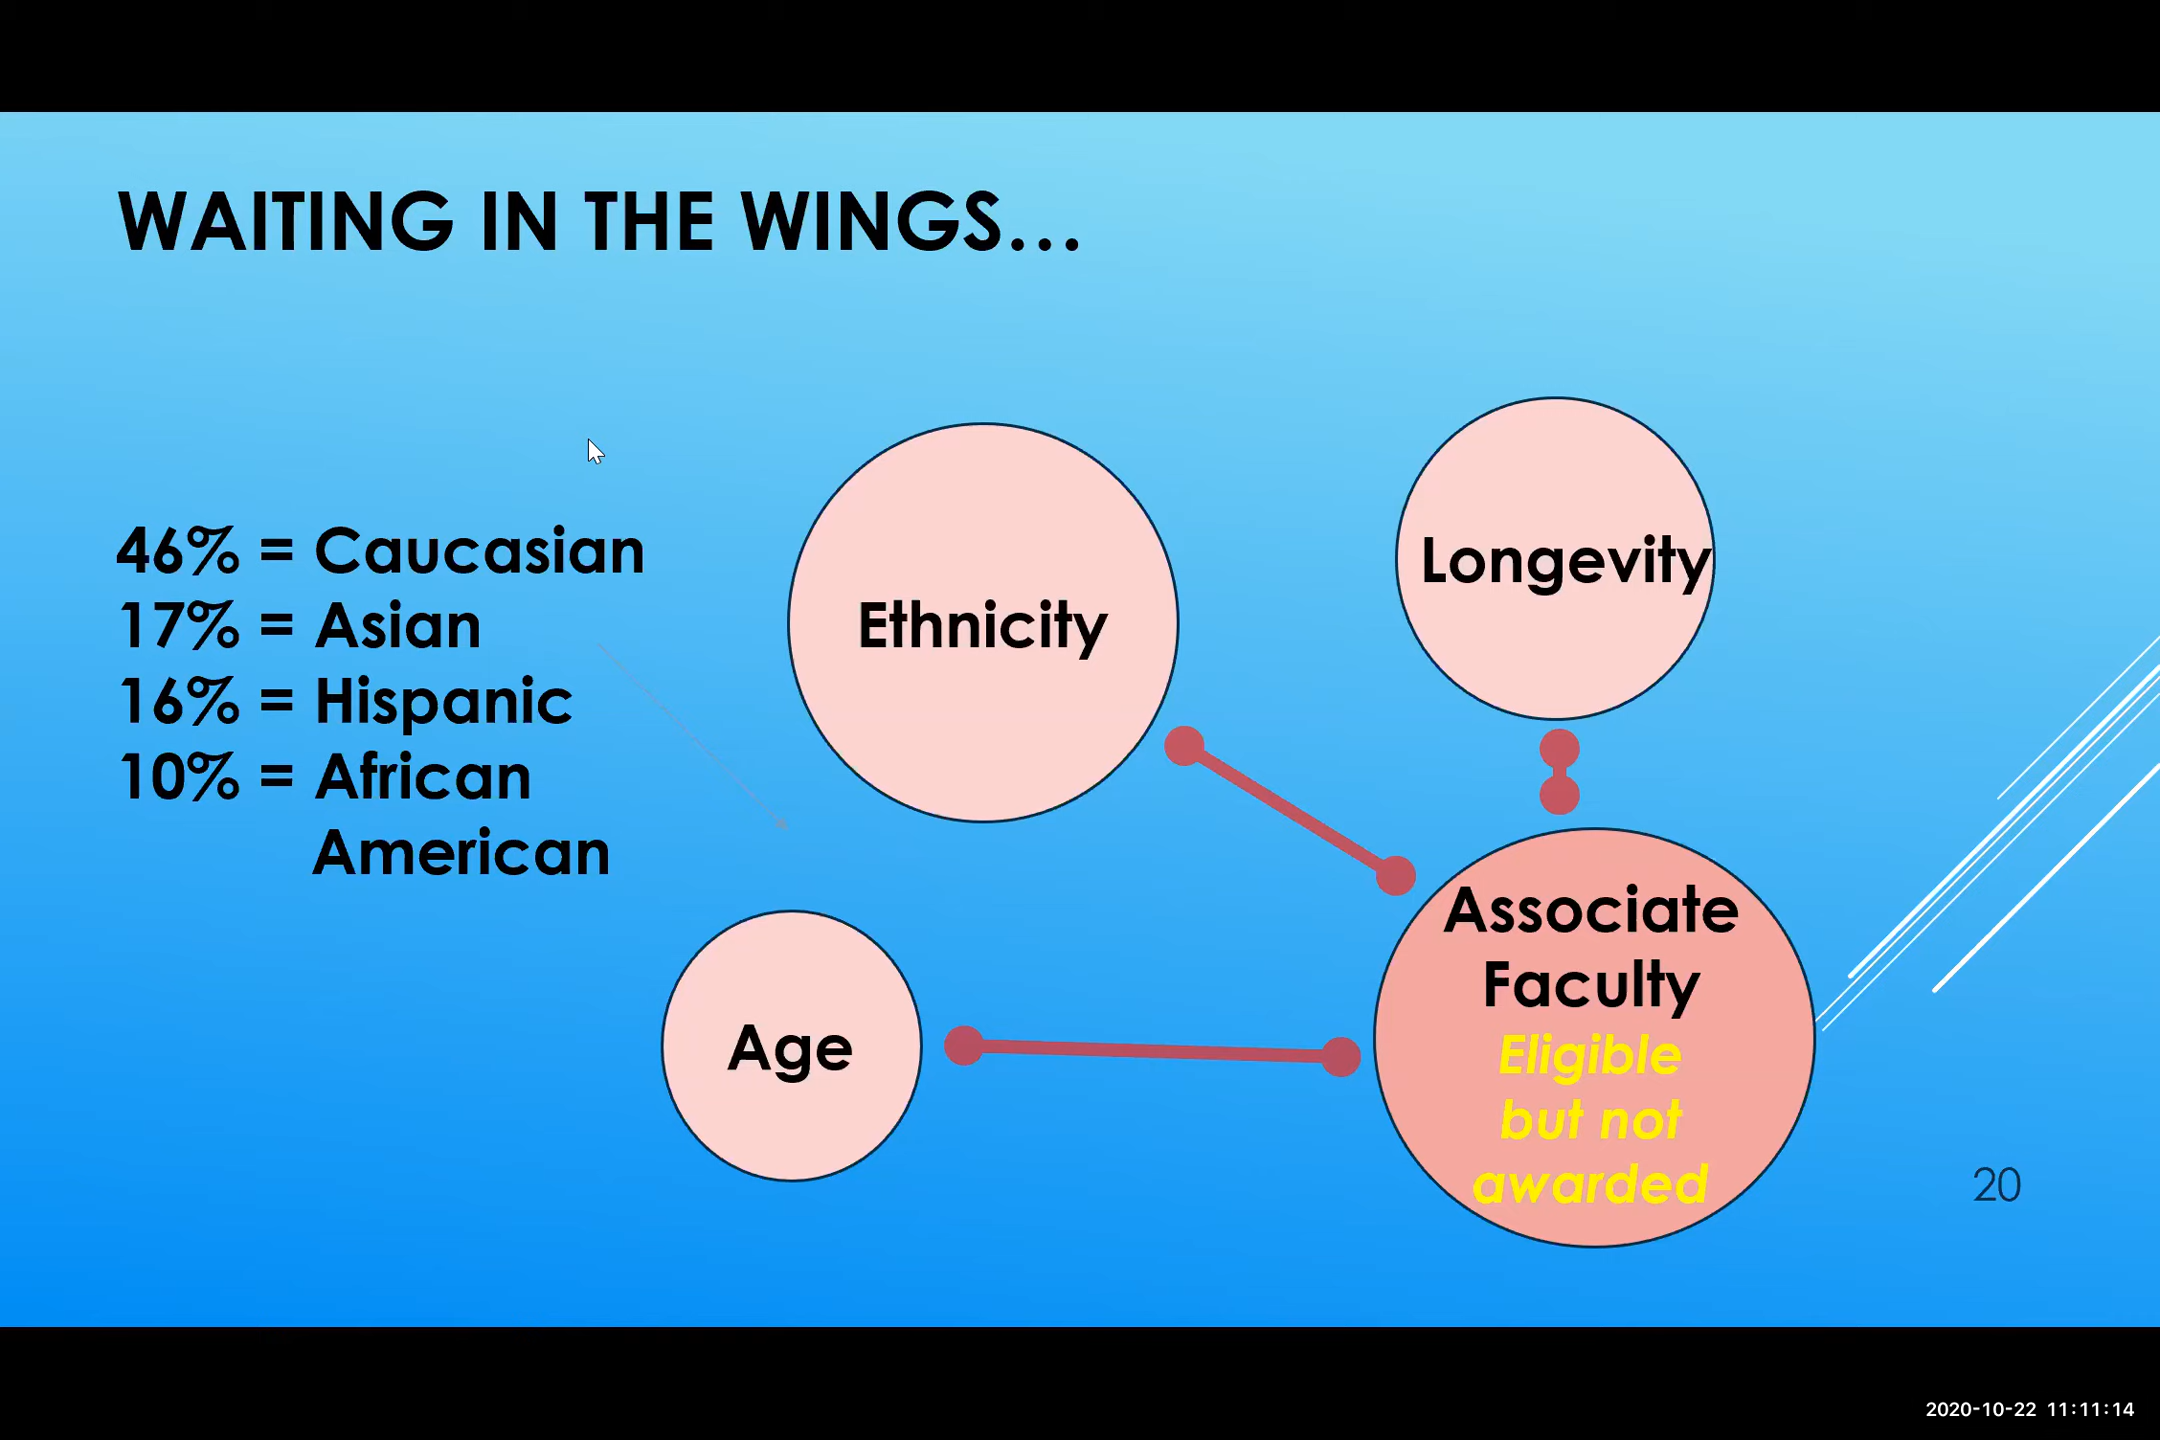 WAITING IN THE WINGS...
46% = Caucasian
17% = Asian
16% = Hispanic
10% = African
American
Ethnicity
Longevity
Age
Associate
Faculty
Eligible
but not
awarded
20
2020-10-22 11:11:14